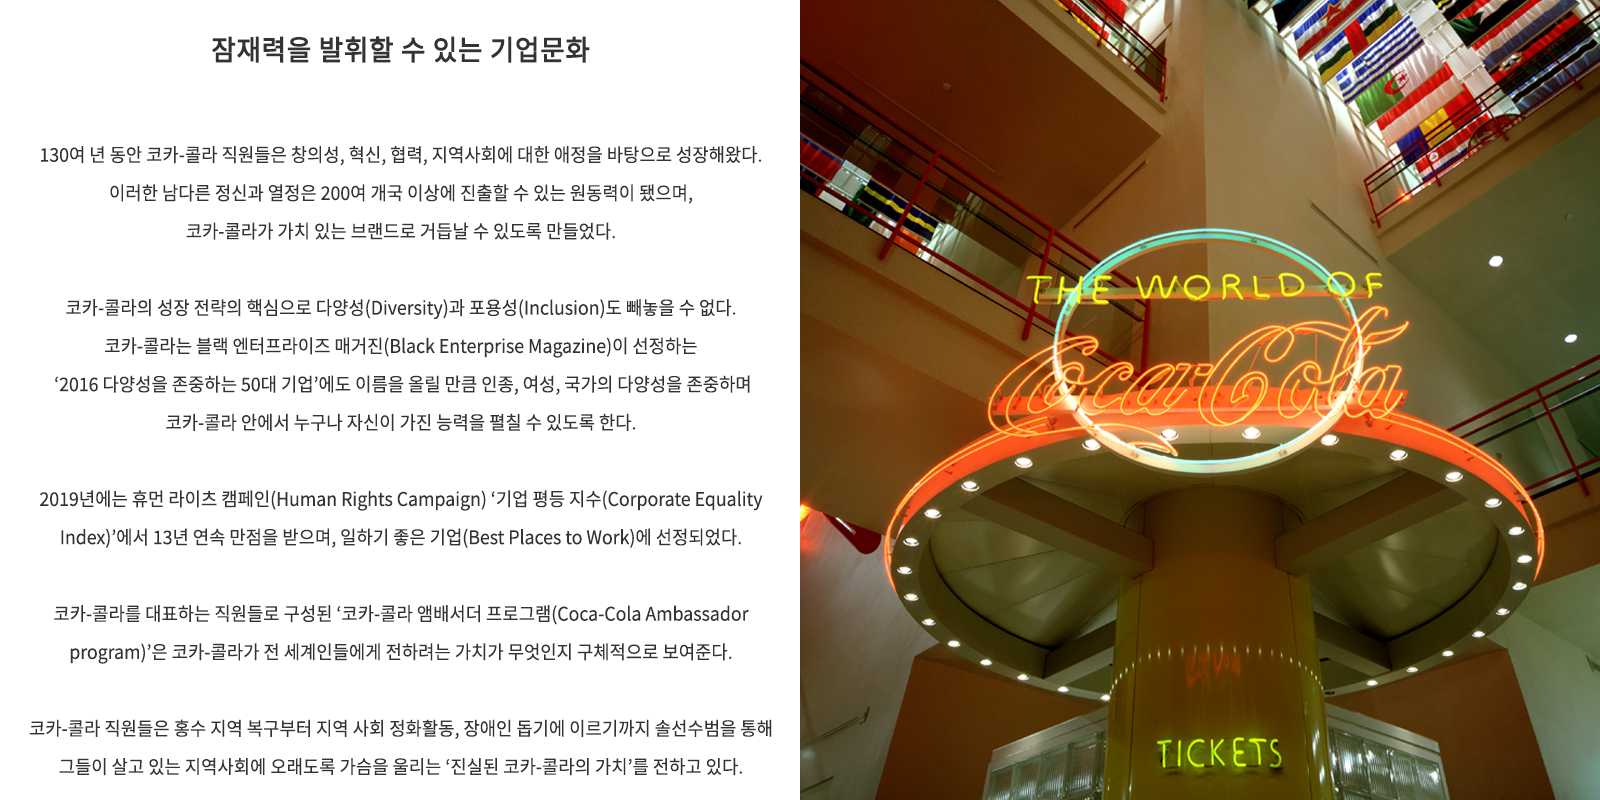 잠재력을 발휘할 수 있는 기업문화
130여 년 동안 코카-콜라 직원들은 창의성, 혁신, 협력, 지역사회에 대한 애정을 바탕으로 성장해왔다.
이러한 남다른 정신과 열정은 200여 개국 이상에 진출할 수 있는 원동력이 됐으며,
코카-콜라가 가치 있는 브랜드로 거듭날 수 있도록 만들었다.
코카-콜라의 성장 전략의 핵심으로 다양성(Diversity)과 포용성(Inclusion)도 빼놓을 수 없다.
코카-콜라는 블랙 엔터프라이즈 매거진(Black Enterprise Magazine)이 선정하는
‘2016 다양성을 존중하는 50대 기업’에도 이름을 올릴 만큼 인종, 여성, 국가의 다양성을 존중하며
코카-콜라 안에서 누구나 자신이 가진 능력을 펼칠 수 있도록 한다.
2019년에는 휴먼 라이츠 캠페인(Human Rights Campaign) ‘기업 평등 지수(Corporate Equality
Index)’에서 13년 연속 만점을 받으며, 일하기 좋은 기업(Best Places to Work)에 선정되었다.
코카-콜라를 대표하는 직원들로 구성된 ‘코카-콜라 앰배서더 프로그램(Coca-Cola Ambassador
program)’은 코카-콜라가 전 세계인들에게 전하려는 가치가 무엇인지 구체적으로 보여준다.
코카-콜라 직원들은 홍수 지역 복구부터 지역 사회 정화활동, 장애인 돕기에 이르기까지 솔선수범을 통해
그들이 살고 있는 지역사회에 오래도록 가슴을 울리는 ‘진실된 코카-콜라의 가치’를 전하고 있다.
THE WORLD OF
Coca-Cola
TICKETS